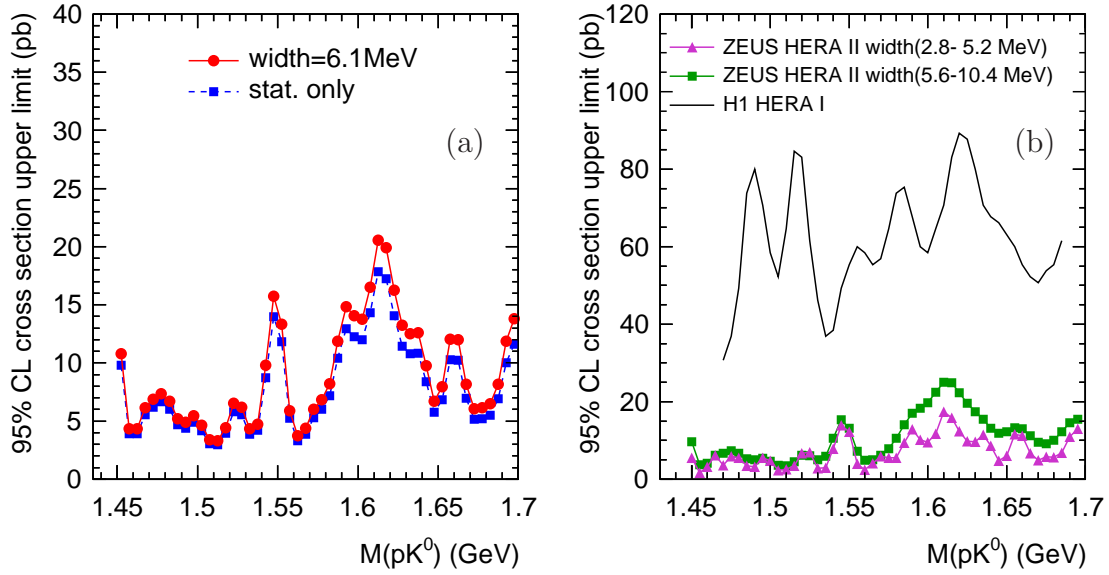 95% CL cross section upper limit (pb)
40
35
30
25
20
15
10
5
0
width=6.1MeV
stat. only
(a)
1.45
1.5
1.55
1.6
1.65
1.7
M(pK⁰) (GeV)
95% CL cross section upper limit (pb)
120
100
80
60
40
20
0
ZEUS HERA II width(2.8- 5.2 MeV)
ZEUS HERA II width(5.6-10.4 MeV)
H1 HERA I
(b)
1.45
1.5
1.55
1.6
1.65
1.7
M(pK⁰) (GeV)